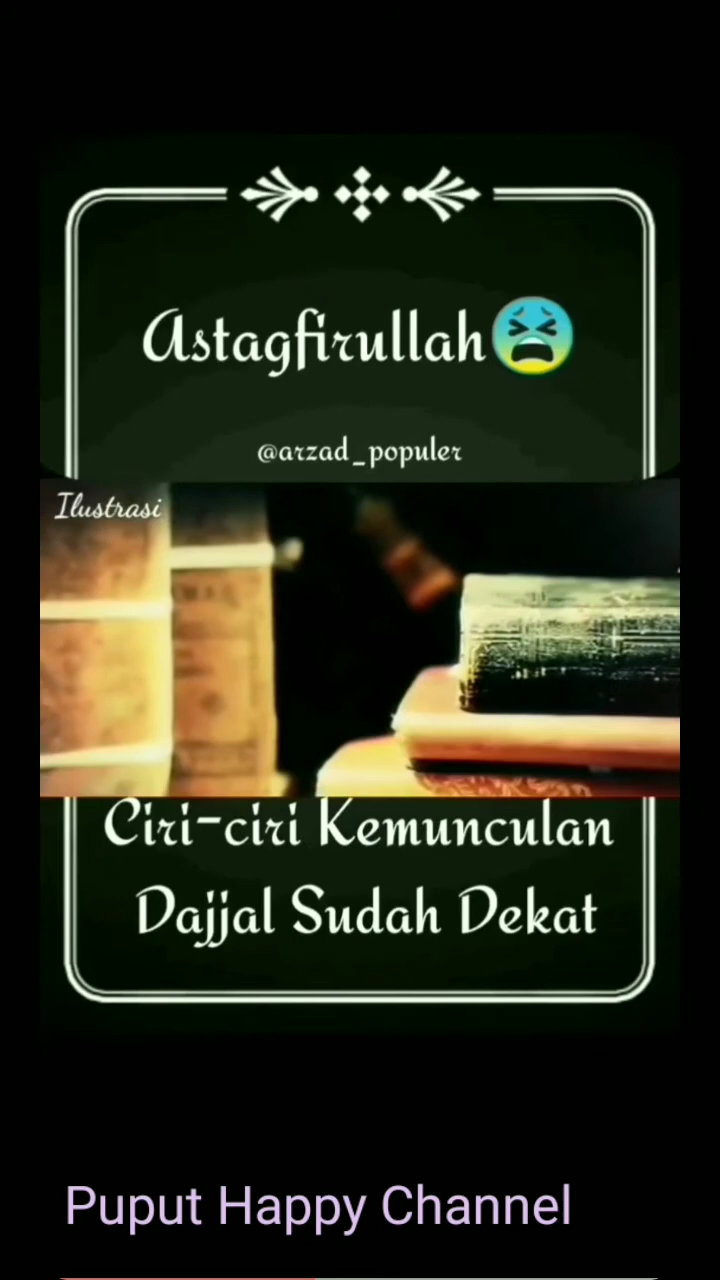 Astagfirullah
@arzad_populer
Ilustrasi
Ciri-ciri Kemunculan
Dajjal Sudah Dekat
Puput Happy Channel